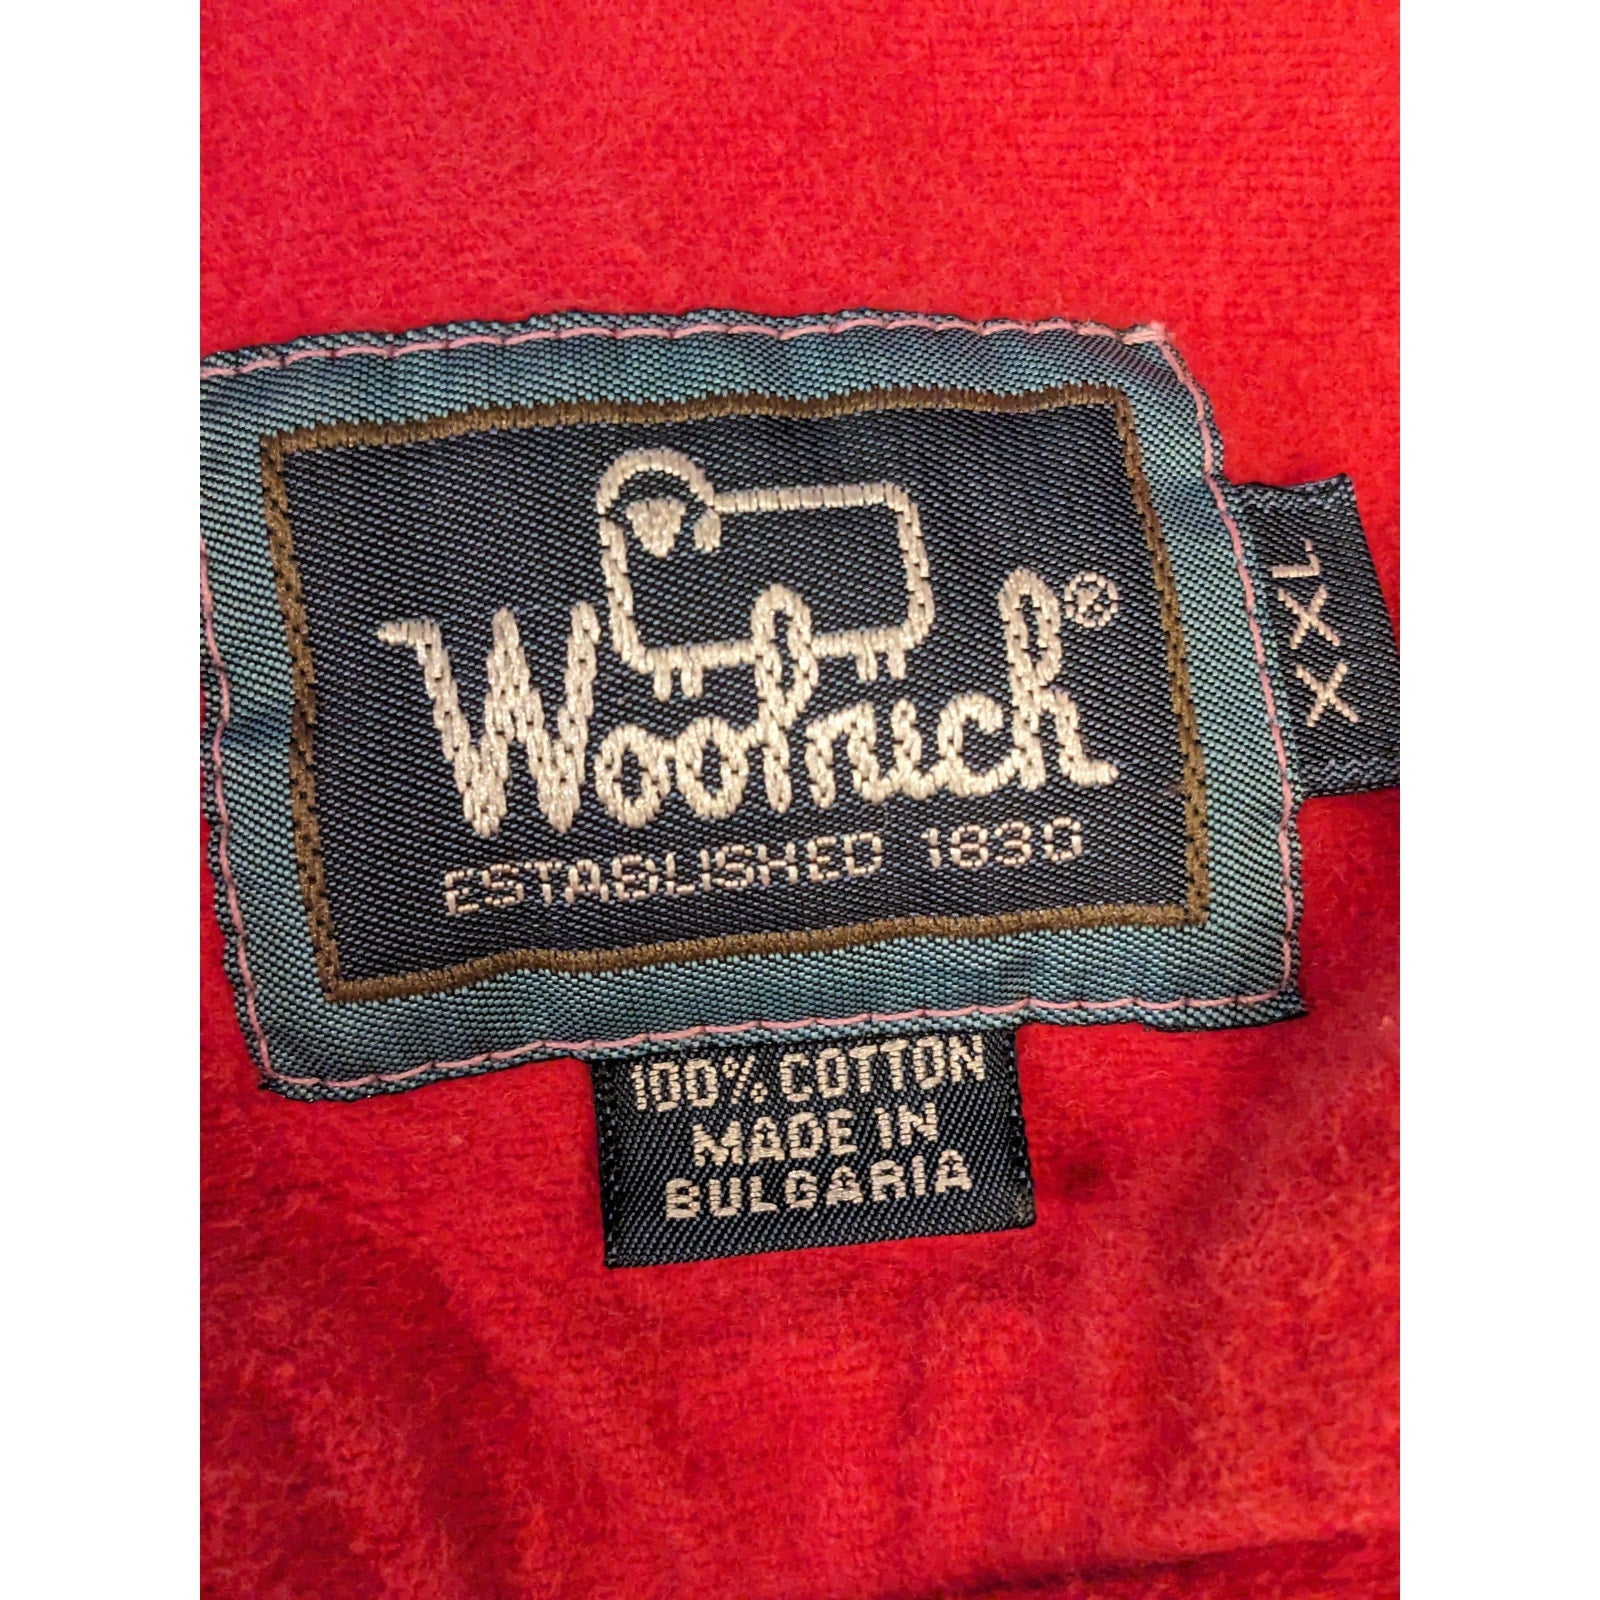 Woolrich®
ESTABLISHED 1830
XXL
100% COTTON
MADE IN
BULGARIA